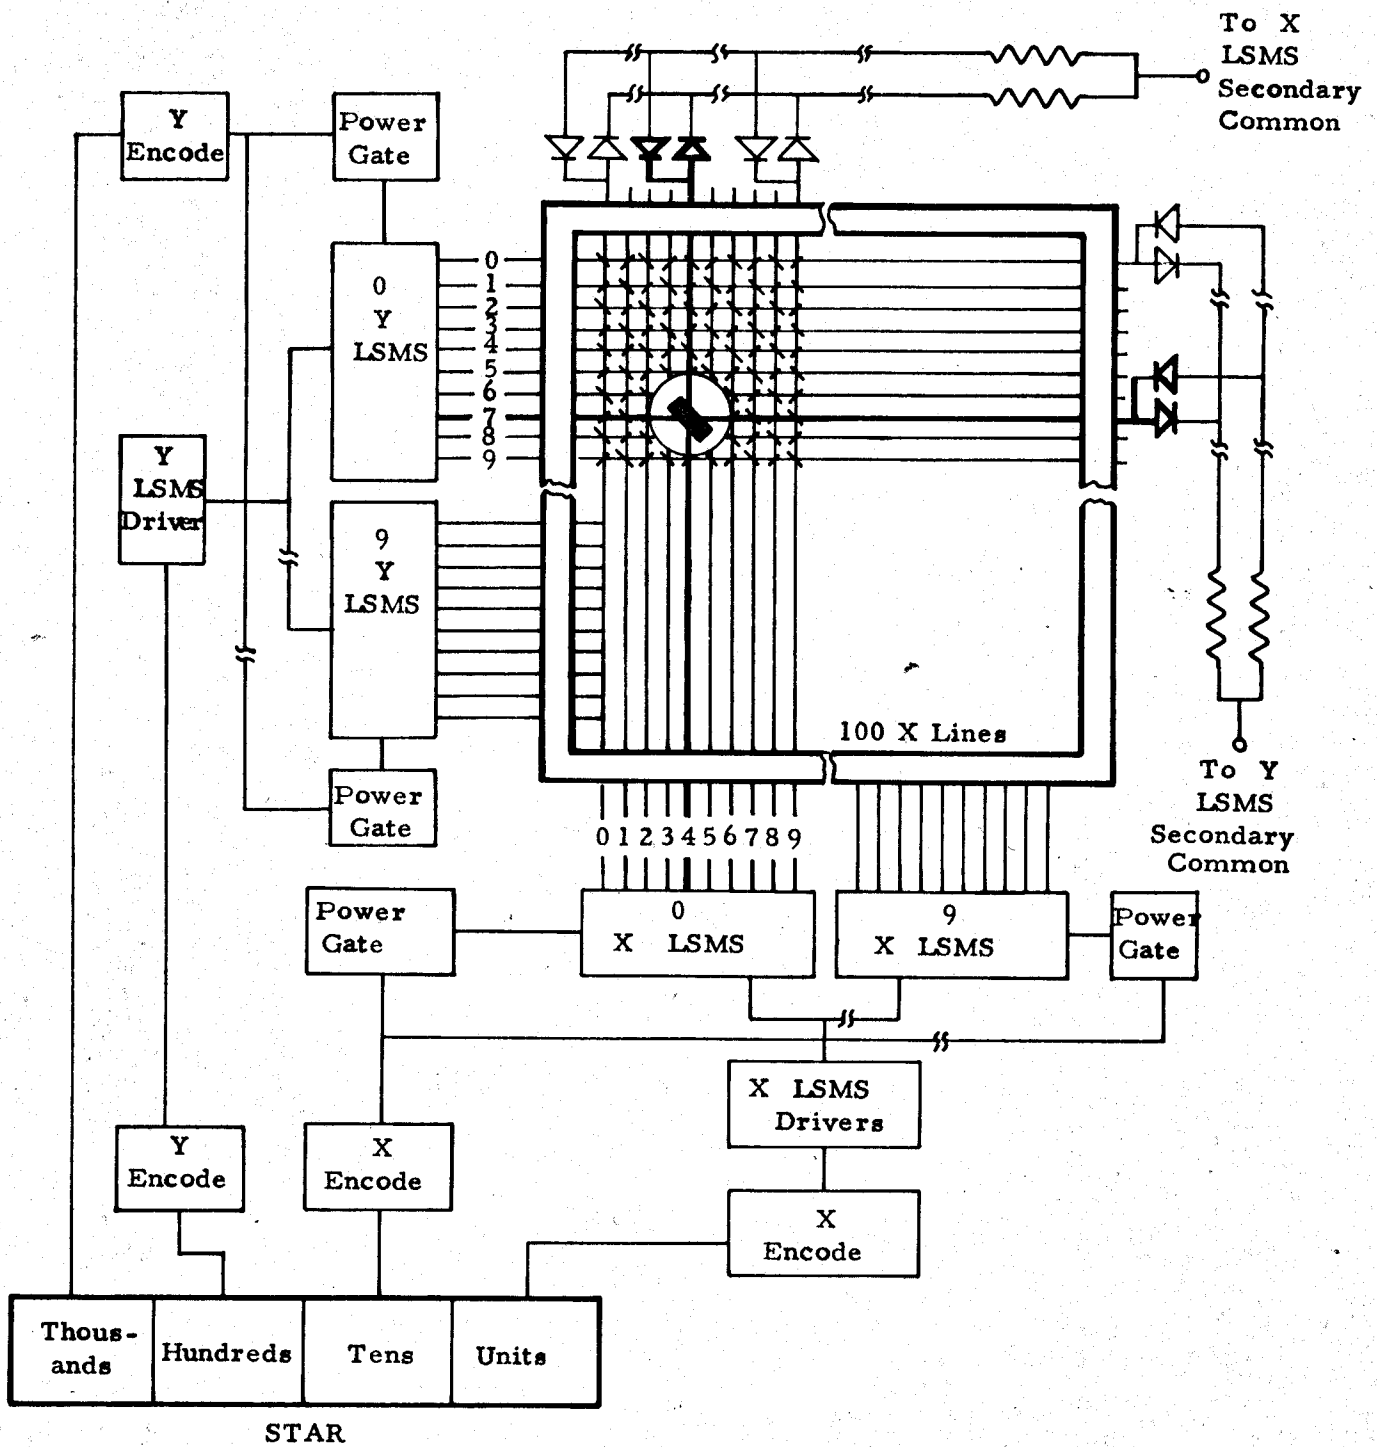 To X
LSMS
Secondary
Common
Y
Encode
Power
Gate
0
Y
LSMS
0
1
2
3
4
5
6
7
8
9
Y
LSMS
Driver
9
Y
LSMS
100 X Lines
To Y
LSMS
Secondary
Common
Power
Gate
0 1 2 3 4 5 6 7 8 9
Power
Gate
0
X LSMS
9
X LSMS
Power
Gate
X LSMS
Drivers
Y
Encode
X
Encode
X
Encode
Thous-
ands
Hundreds
Tens
Units
STAR